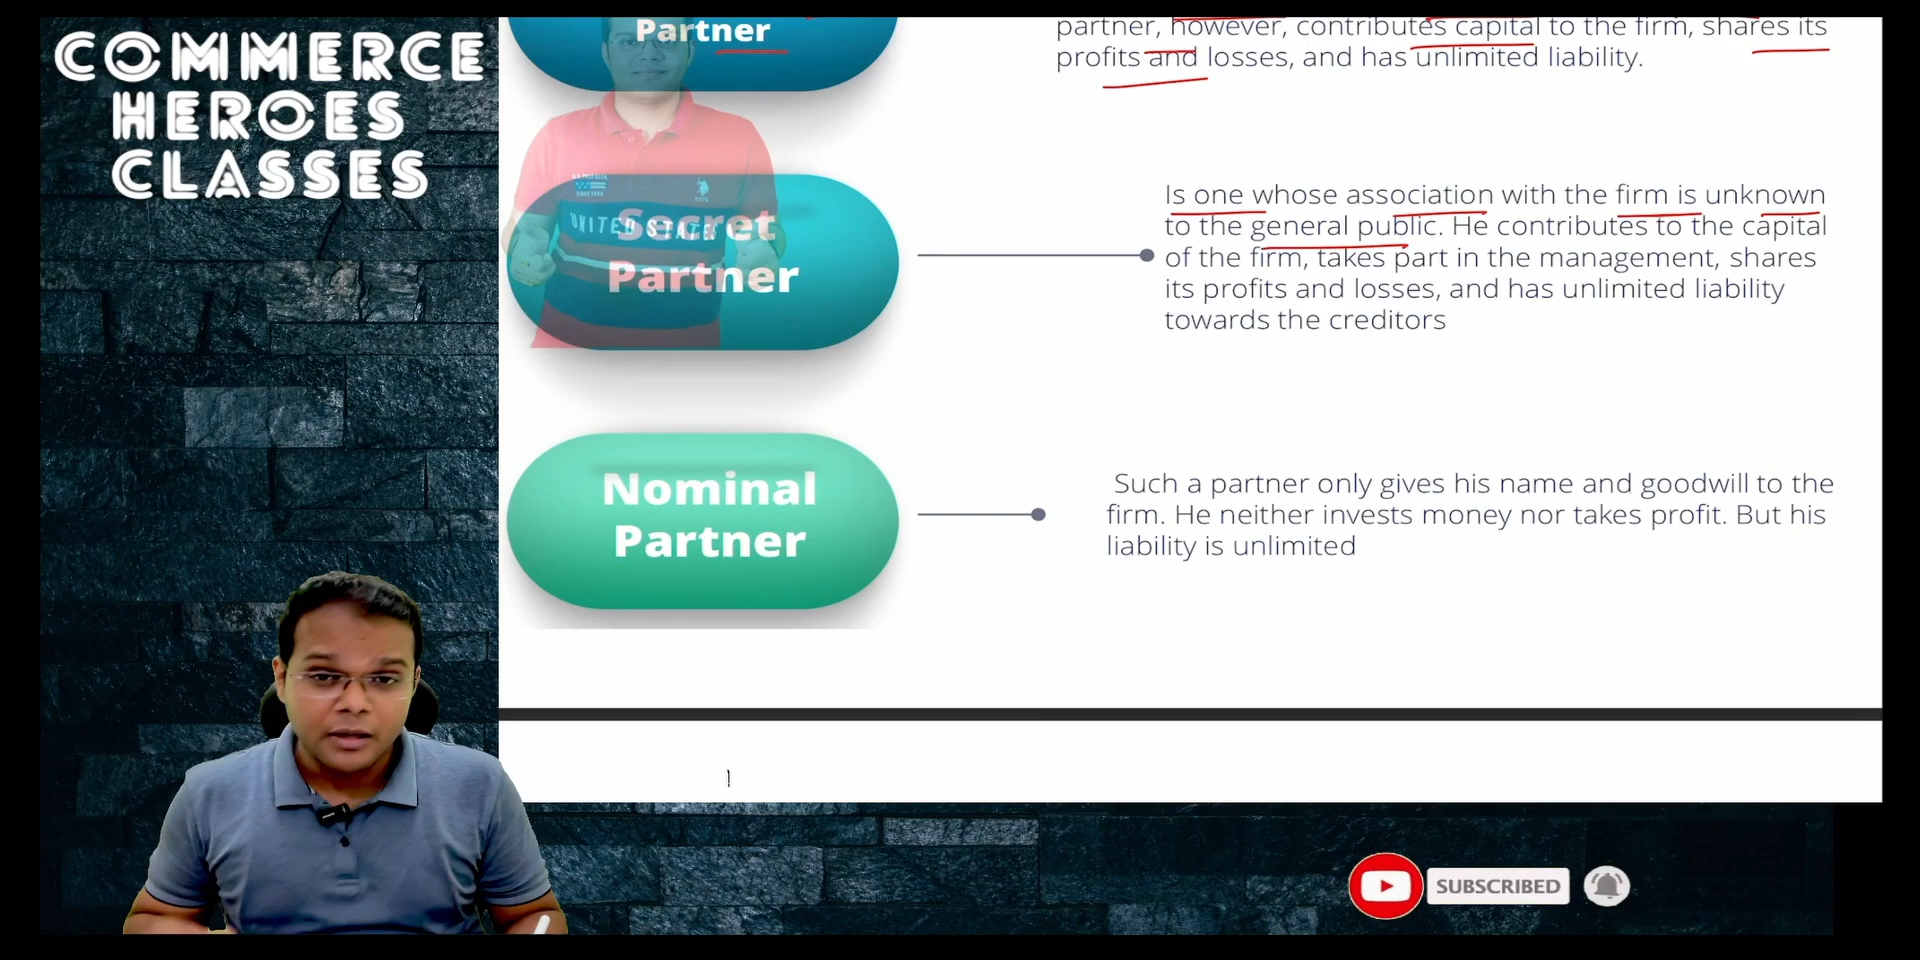 COMMERCE
HEROES
CLASSES
Partner
partner, however, contributes capital to the firm, shares its
profits and losses, and has unlimited liability.
UNITED STATES
Secret
Partner
Is one whose association with the firm is unknown
to the general public. He contributes to the capital
of the firm, takes part in the management, shares
its profits and losses, and has unlimited liability
towards the creditors
Nominal
Partner
Such a partner only gives his name and goodwill to the
firm. He neither invests money nor takes profit. But his
liability is unlimited
SUBSCRIBED